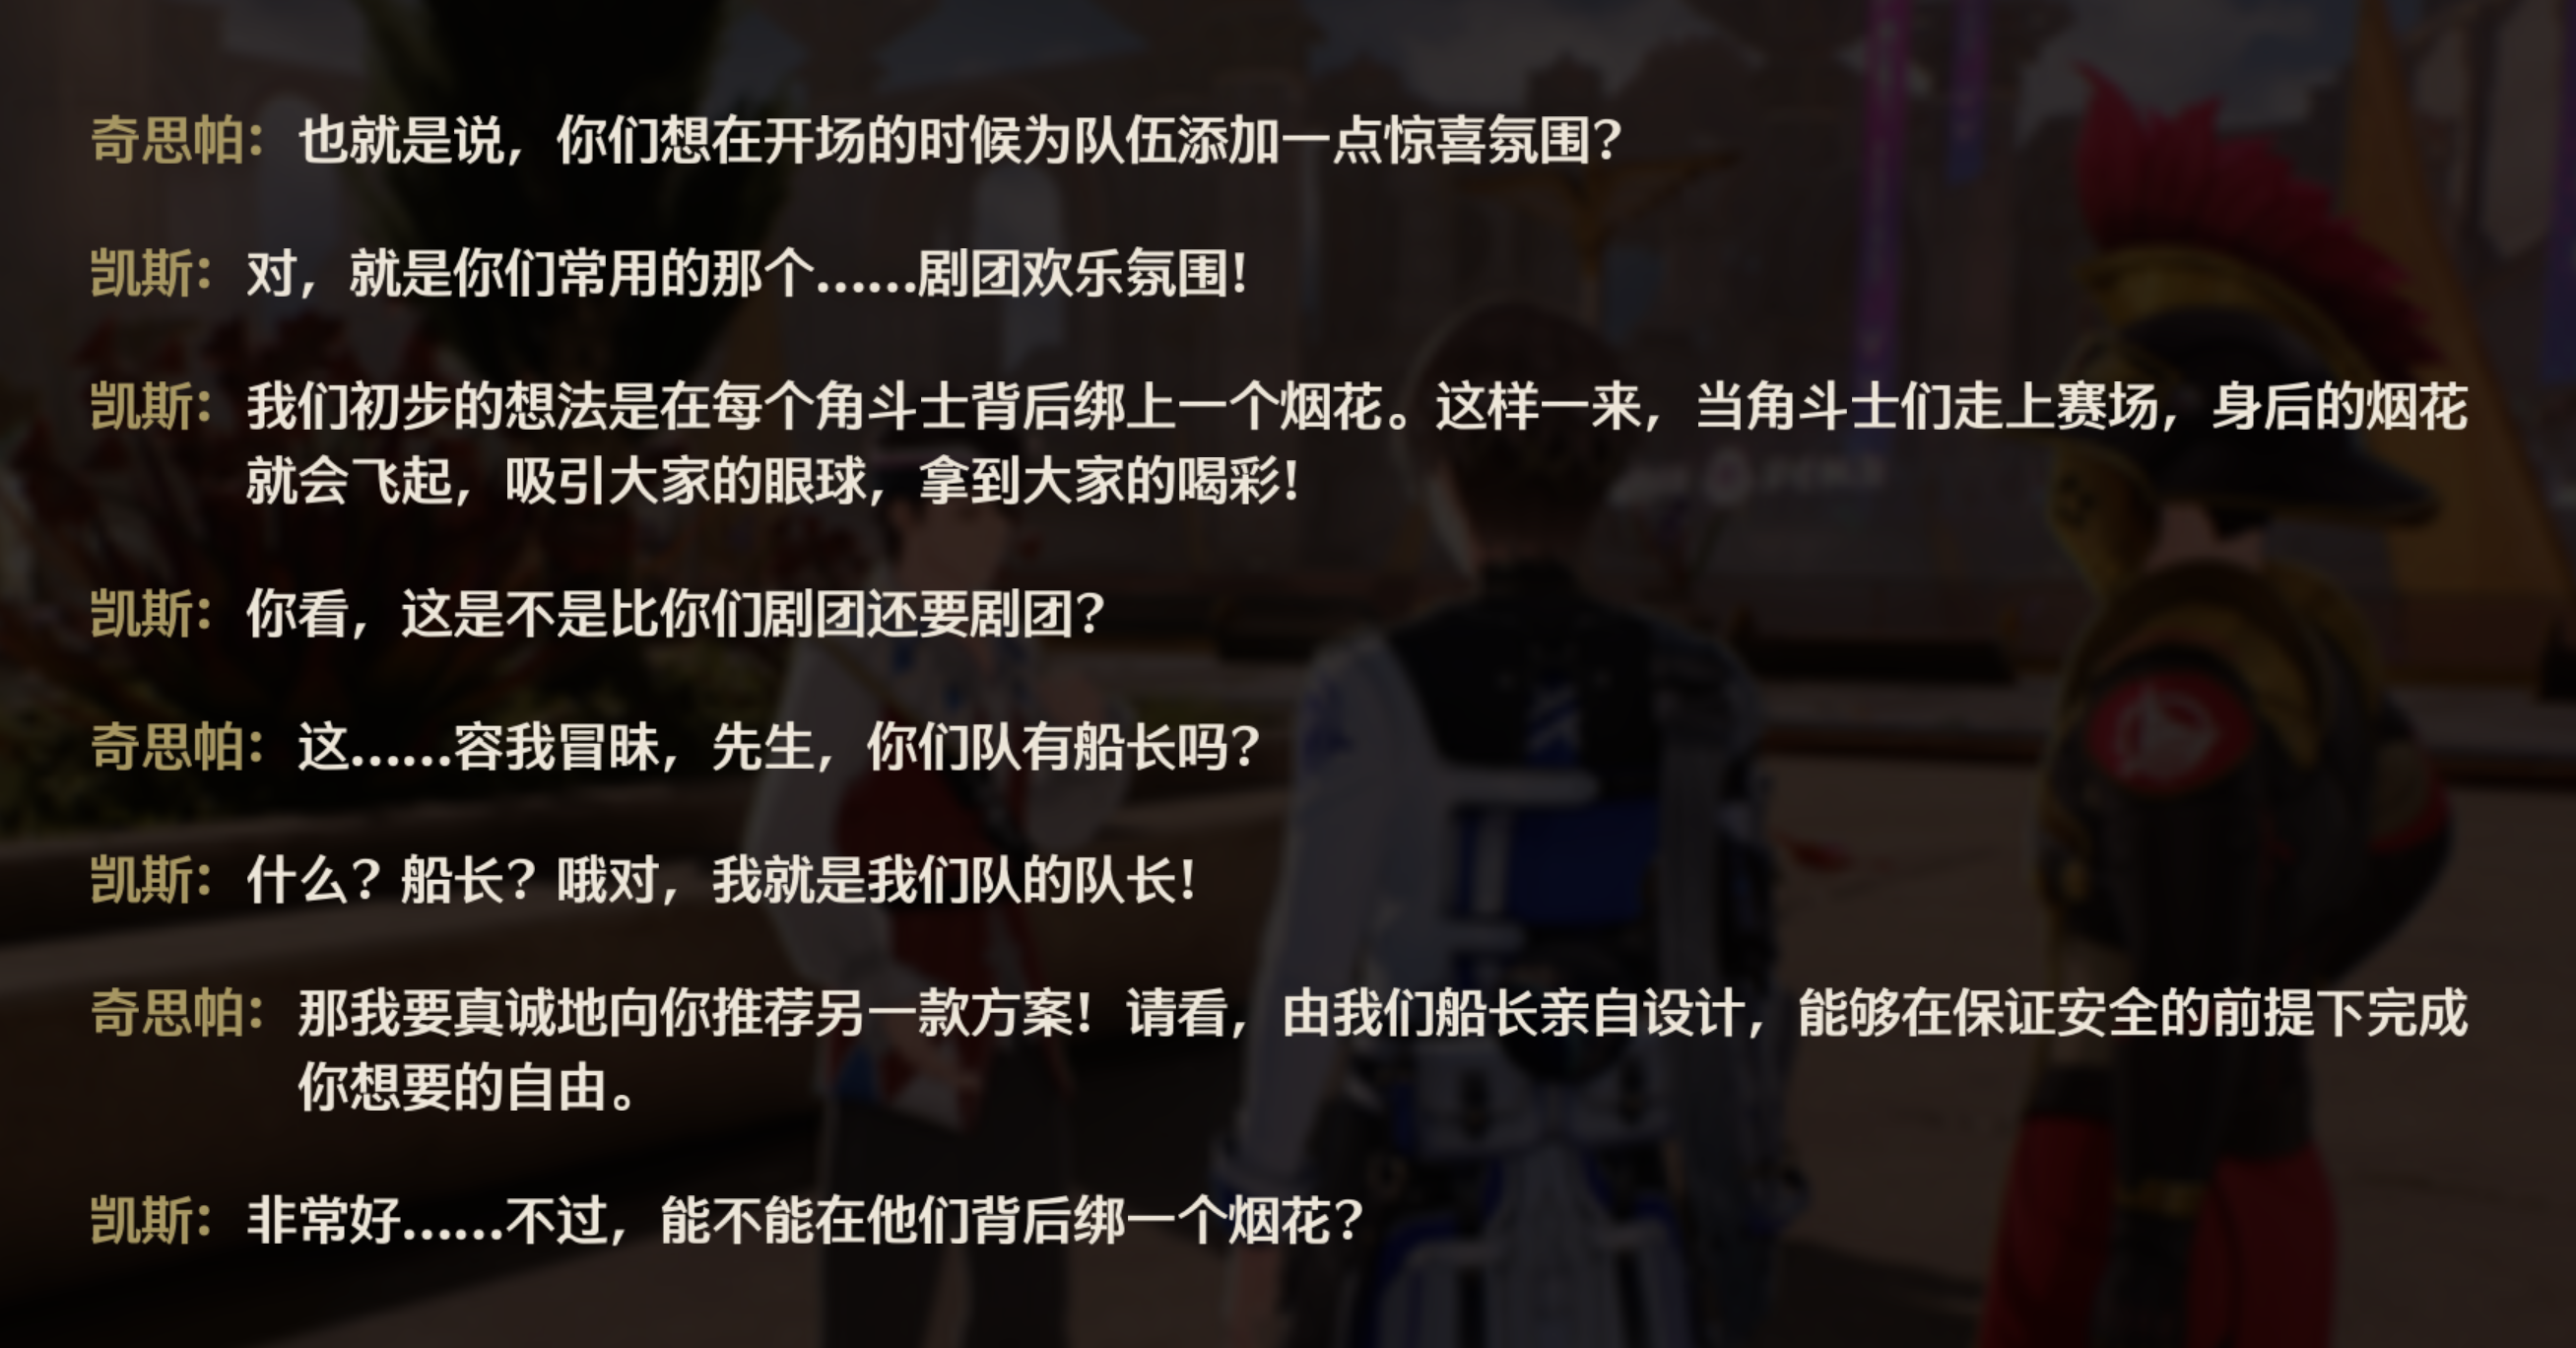 奇思帕：也就是说，你们想在开场的时候为队伍添加一点惊喜氛围？
凯斯：对，就是你们常用的那个……剧团欢乐氛围！
凯斯：我们初步的想法是在每个角斗士背后绑上一个烟花。这样一来，当角斗士们走上赛场，身后的烟花
就会飞起，吸引大家的眼球，拿到大家的喝彩！
凯斯：你看，这是不是比你们剧团还要剧团？
奇思帕：这……容我冒昧，先生，你们队有船长吗？
凯斯：什么？船长？哦对，我就是我们队的队长！
奇思帕：那我要真诚地向你推荐另一款方案！请看，由我们船长亲自设计，能够在保证安全的前提下完成
你想要的自由。
凯斯：非常好……不过，能不能在他们背后绑一个烟花？